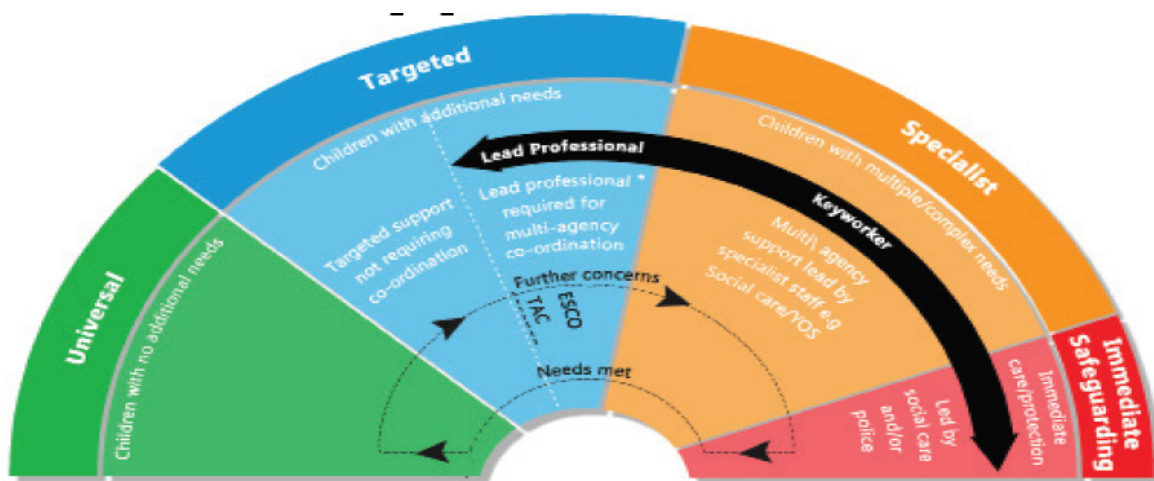 Universal
Children with no additional needs
Targeted
Children with additional needs
Targeted support
not requiring
co-ordination
Lead Professional
Lead professional *
required for
multi-agency
co-ordination
Further concerns
ESCO
TAC
Needs met
Specialist
Children with multiple/complex needs
Keyworker
Multi\ agency
support lead by
specialist staff e.g
Social care/YOS
Immediate
Safeguarding
Immediate
care/protection
Led by
social care
and/or
police